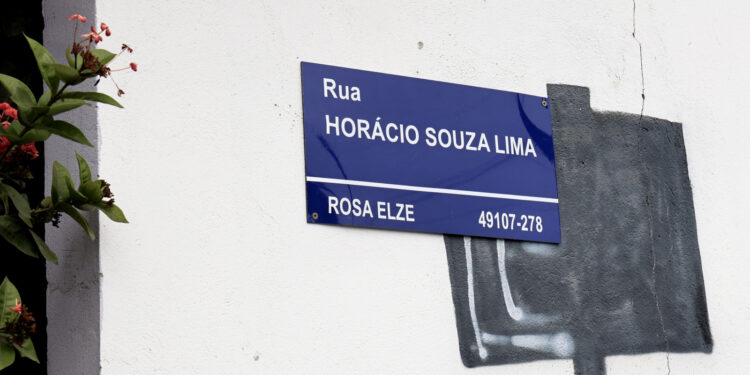 Rua
HORÁCIO SOUZA LIMA
ROSA ELZE 49107-278